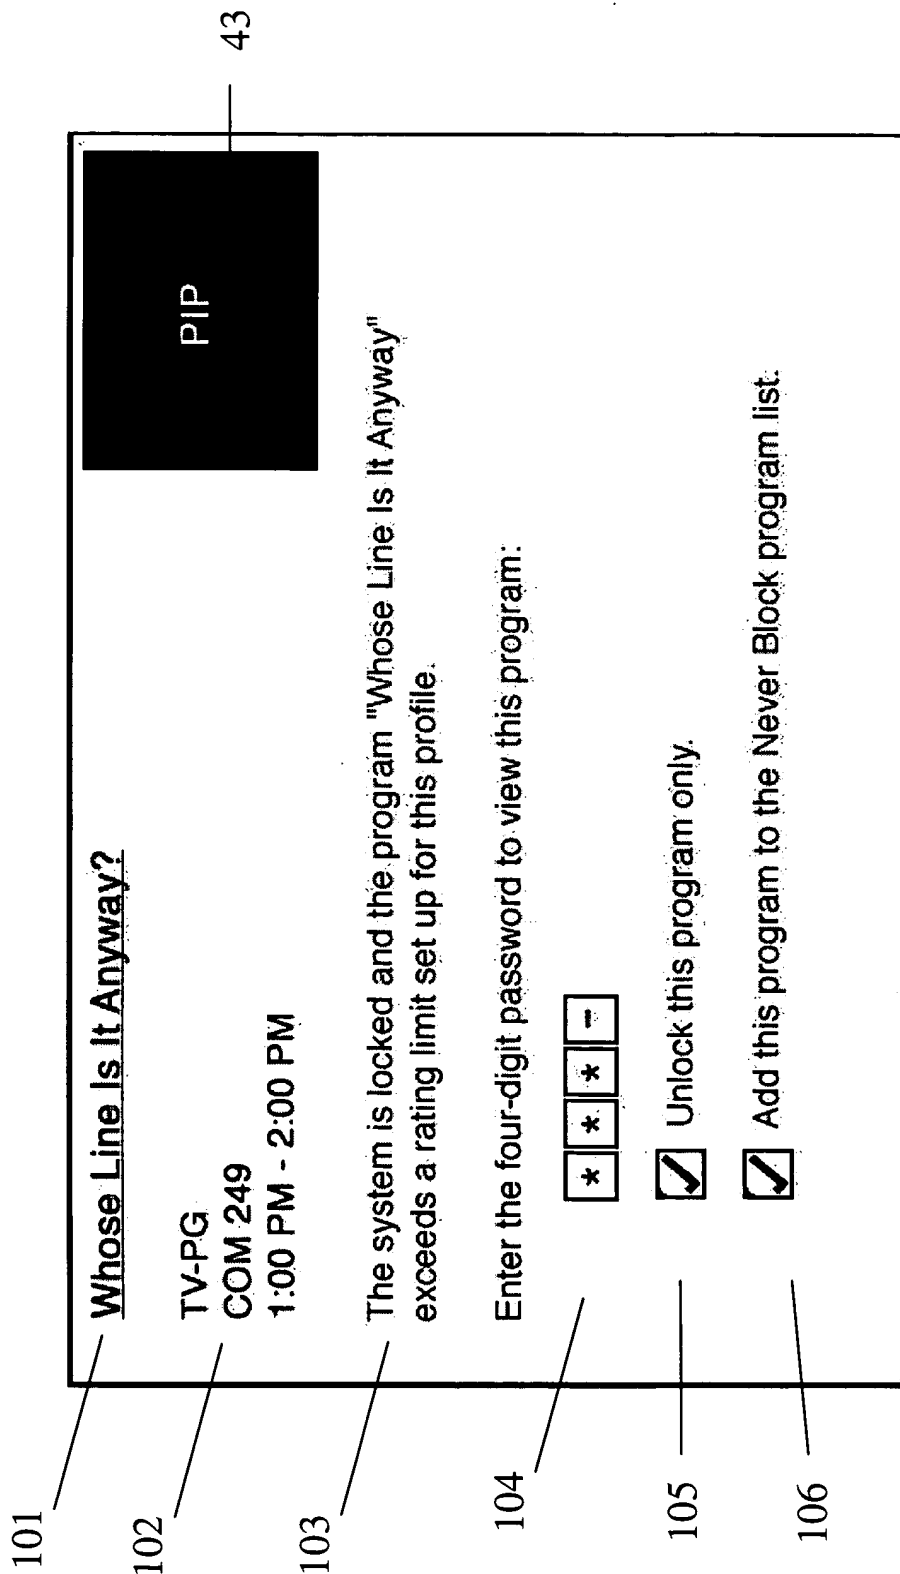 Whose Line Is It Anyway?
TV-PG
COM 249
1:00 PM - 2:00 PM
PIP
The system is locked and the program "Whose Line Is It Anyway"
exceeds a rating limit set up for this profile.
Enter the four-digit password to view this program:
* * * -
Unlock this program only.
Add this program to the Never Block program list.
101
102
103
104
105
106
43